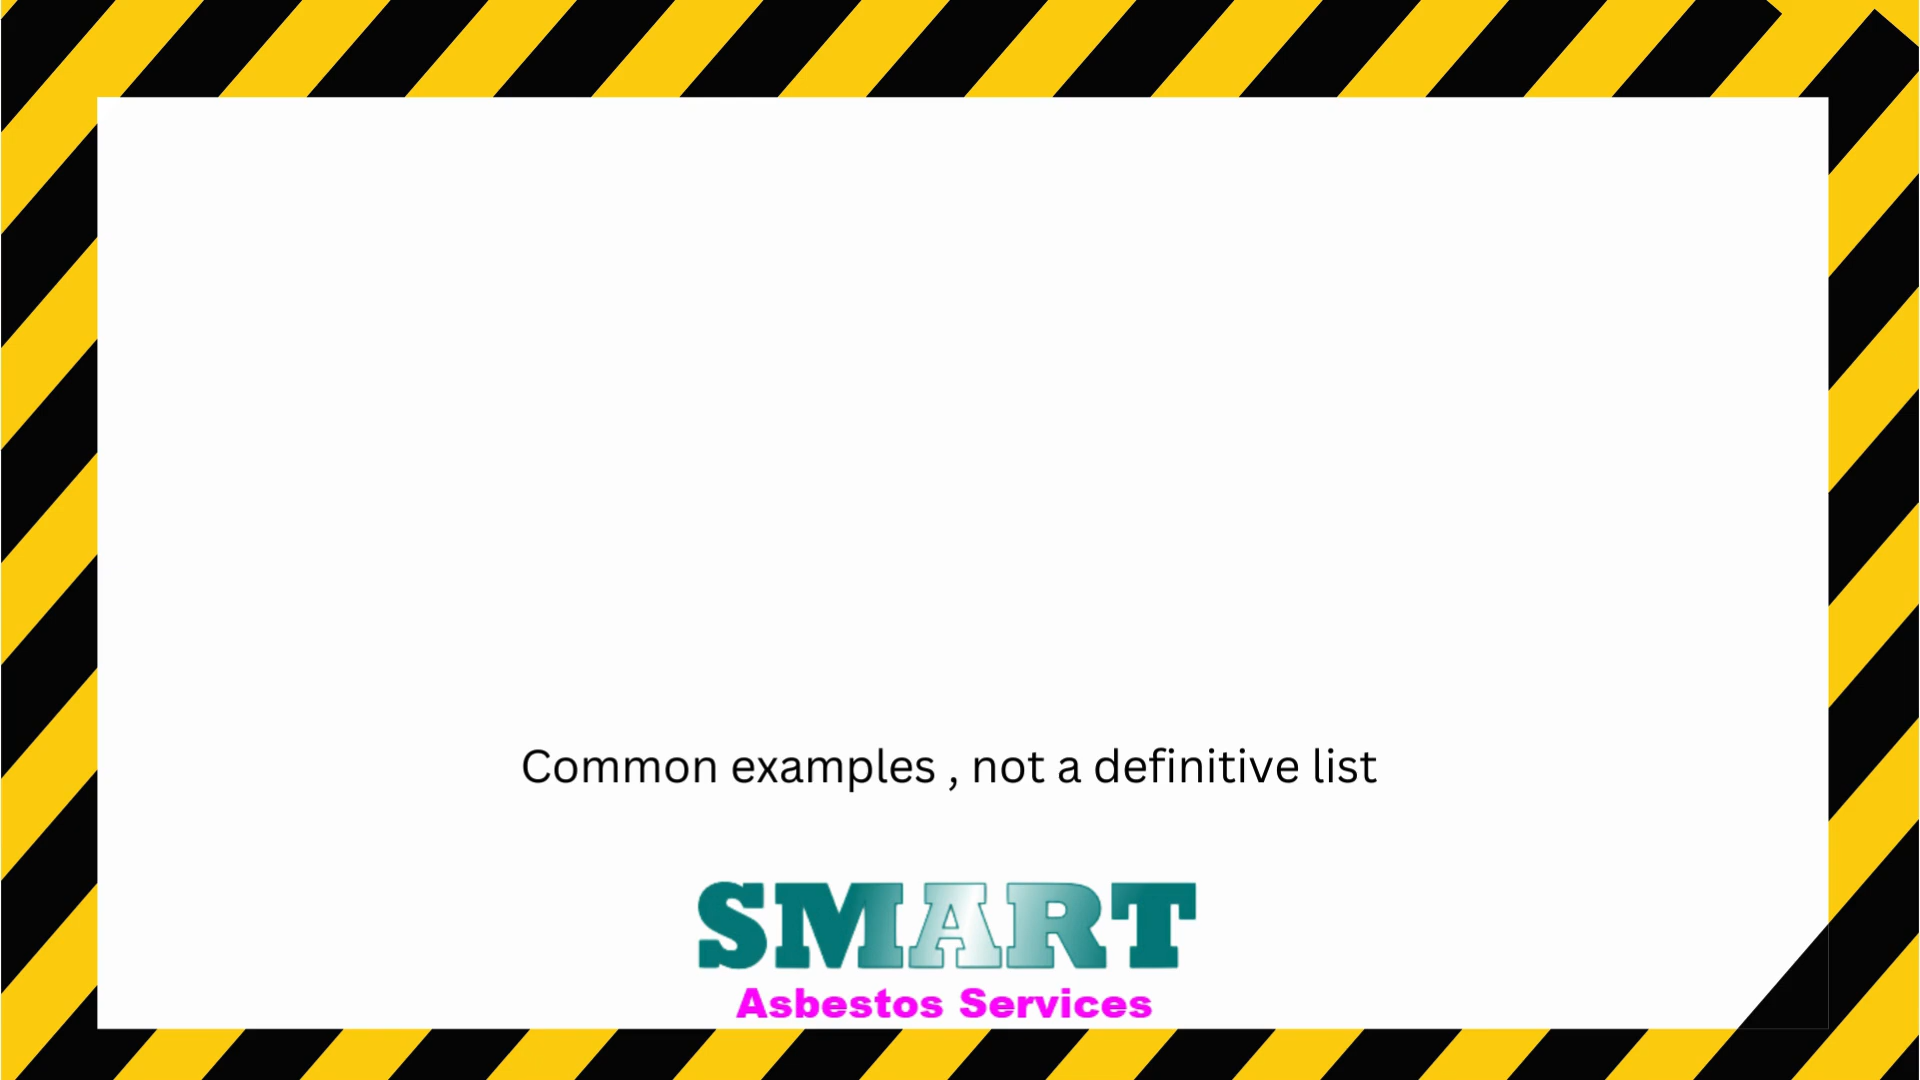 Common examples , not a definitive list
SMART
Asbestos Services